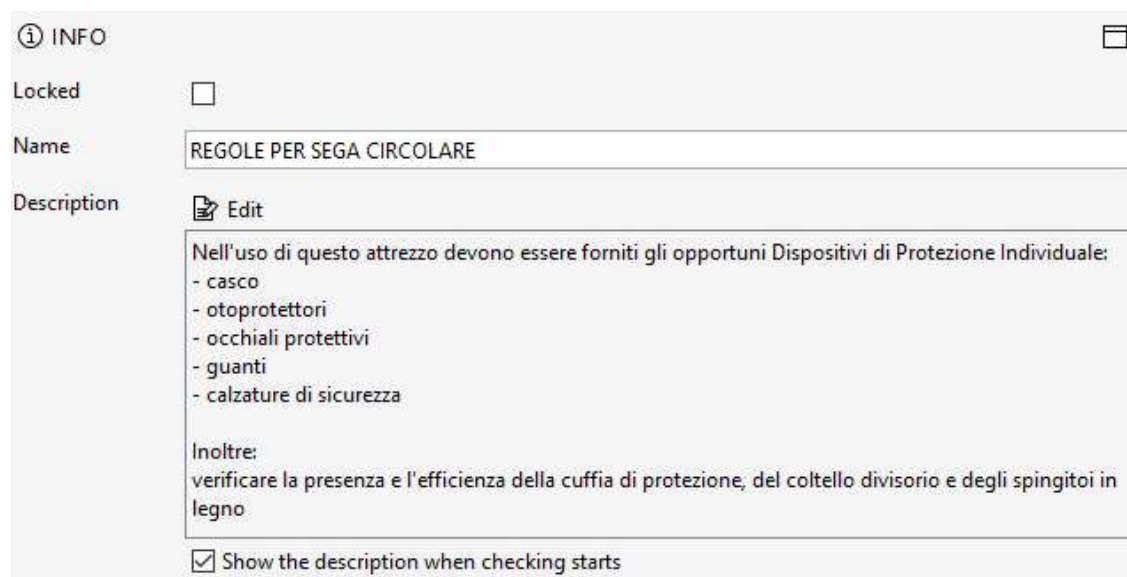 INFO
Locked
Name
REGOLE PER SEGA CIRCOLARE
Description
Edit
Nell'uso di questo attrezzo devono essere forniti gli opportuni Dispositivi di Protezione Individuale:
- casco
- otoprotettori
- occhiali protettivi
- guanti
- calzature di sicurezza
Inoltre:
verificare la presenza e l'efficienza della cuffia di protezione, del coltello divisorio e degli spingitoi in
legno
Show the description when checking starts